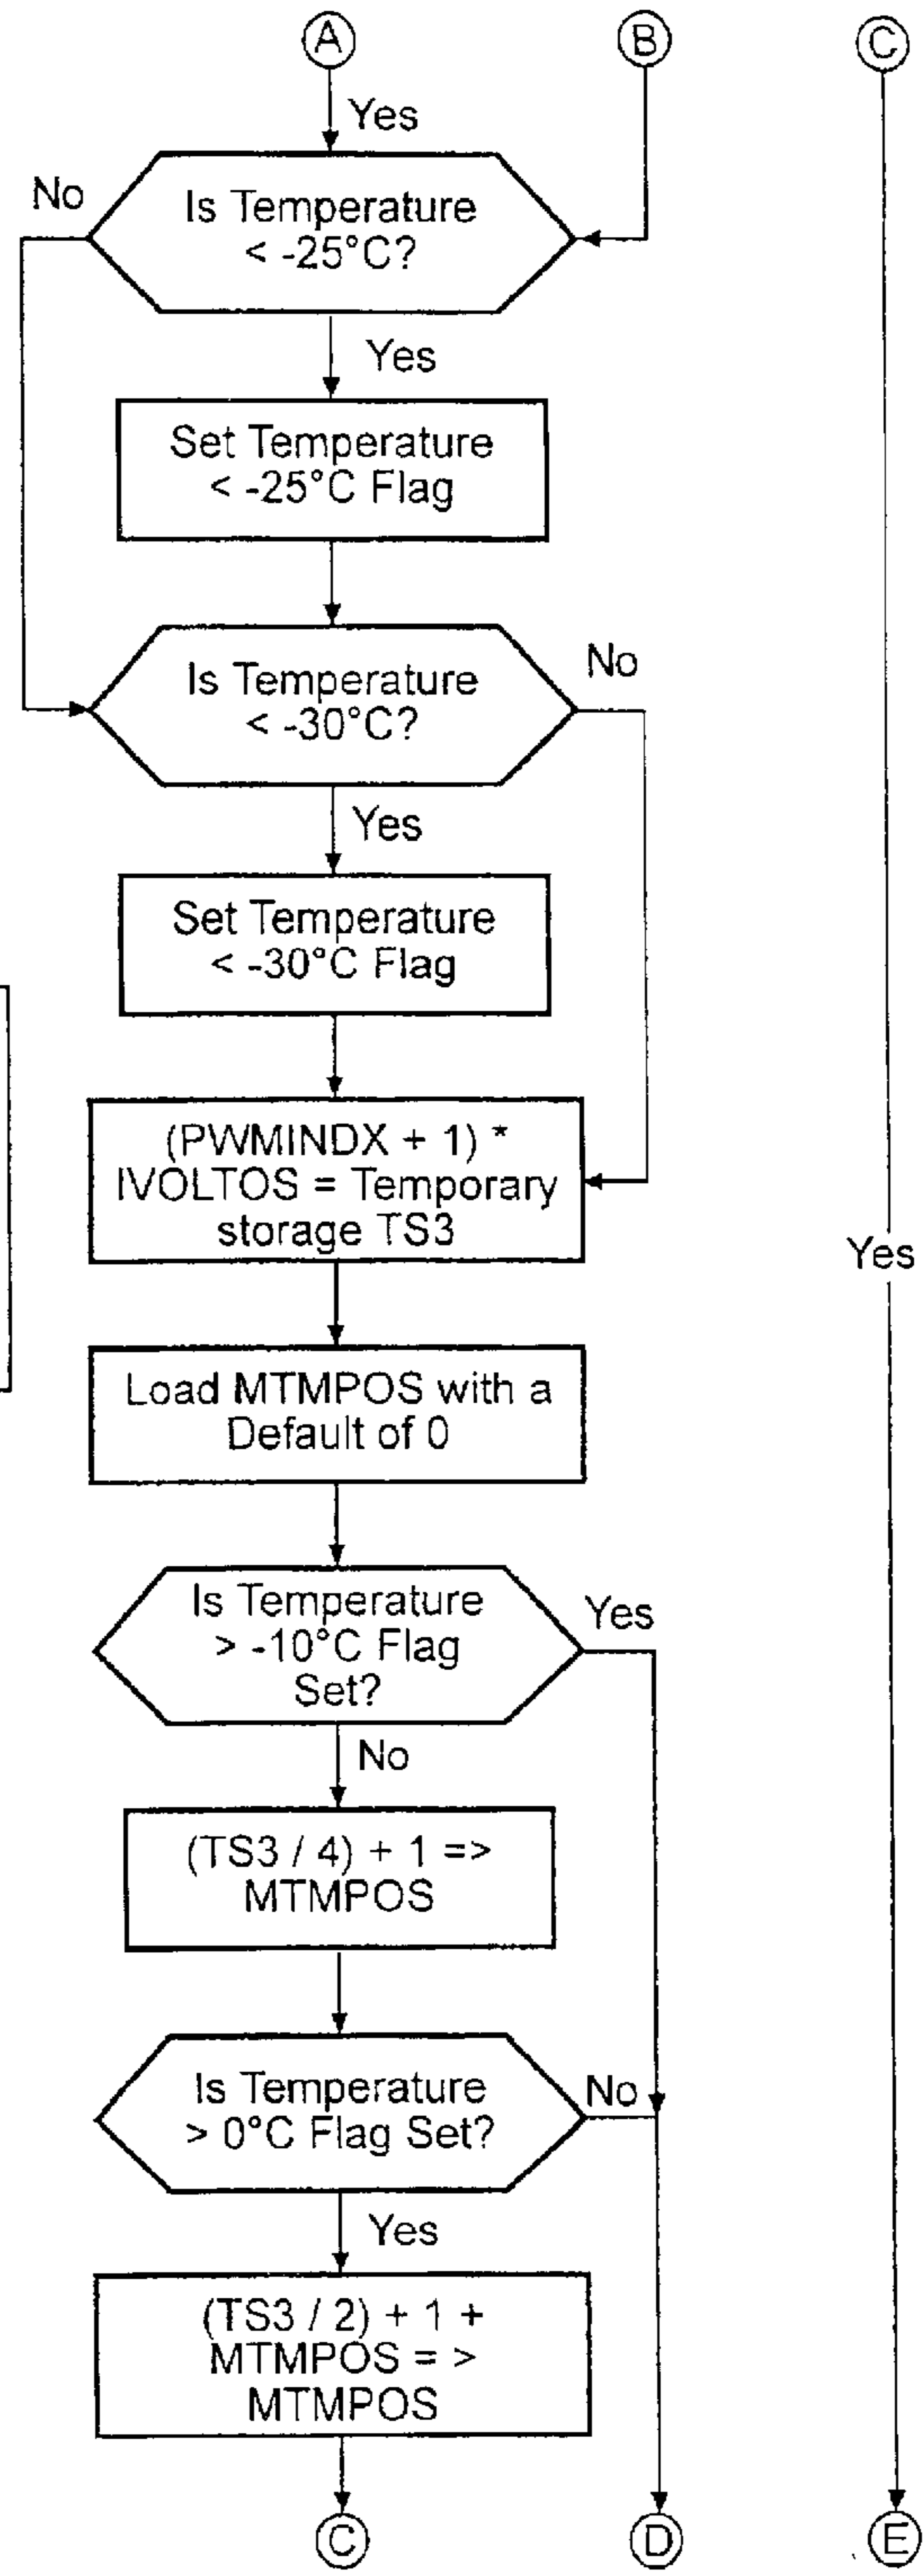 A
B
C
Yes
No
Is Temperature
< -25°C?
Yes
Set Temperature
< -25°C Flag
Is Temperature
< -30°C?
No
Yes
Set Temperature
< -30°C Flag
(PWMINDX + 1) *
IVOLTOS = Temporary
storage TS3
Yes
Load MTMPOS with a
Default of 0
Is Temperature
> -10°C Flag
Set?
Yes
No
(TS3 / 4) + 1 =>
MTMPOS
Is Temperature
> 0°C Flag Set?
No
Yes
(TS3 / 2) + 1 +
MTMPOS = >
MTMPOS
C
D
E